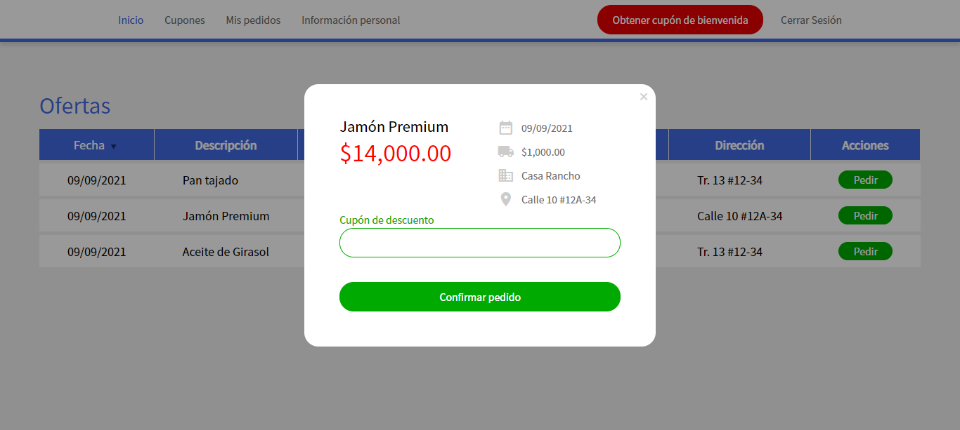 Inicio Cupones Mis pedidos Información personal Obtener cupón de bienvenida Cerrar Sesión
Ofertas
Fecha Descripción Dirección Acciones
09/09/2021 Pan tajado Tr. 13 #12-34 Pedir
09/09/2021 Jamón Premium Calle 10 #12A-34 Pedir
09/09/2021 Aceite de Girasol Tr. 13 #12-34 Pedir
×
Jamón Premium
$14,000.00
09/09/2021
$1,000.00
Casa Rancho
Calle 10 #12A-34
Cupón de descuento
Confirmar pedido